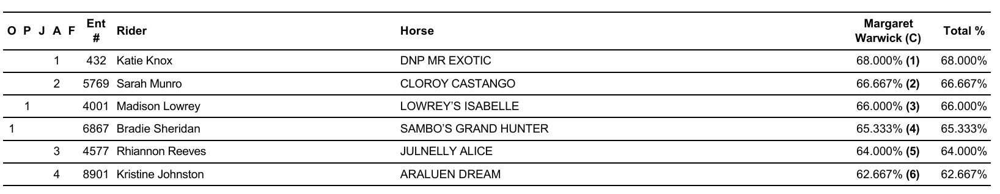 O P J A F Ent # Rider Horse Margaret Warwick (C) Total %
1 432 Katie Knox DNP MR EXOTIC 68.000% (1) 68.000%
2 5769 Sarah Munro CLOROY CASTANGO 66.667% (2) 66.667%
1 4001 Madison Lowrey LOWREY’S ISABELLE 66.000% (3) 66.000%
1 6867 Bradie Sheridan SAMBO’S GRAND HUNTER 65.333% (4) 65.333%
3 4577 Rhiannon Reeves JULNELLY ALICE 64.000% (5) 64.000%
4 8901 Kristine Johnston ARALUEN DREAM 62.667% (6) 62.667%